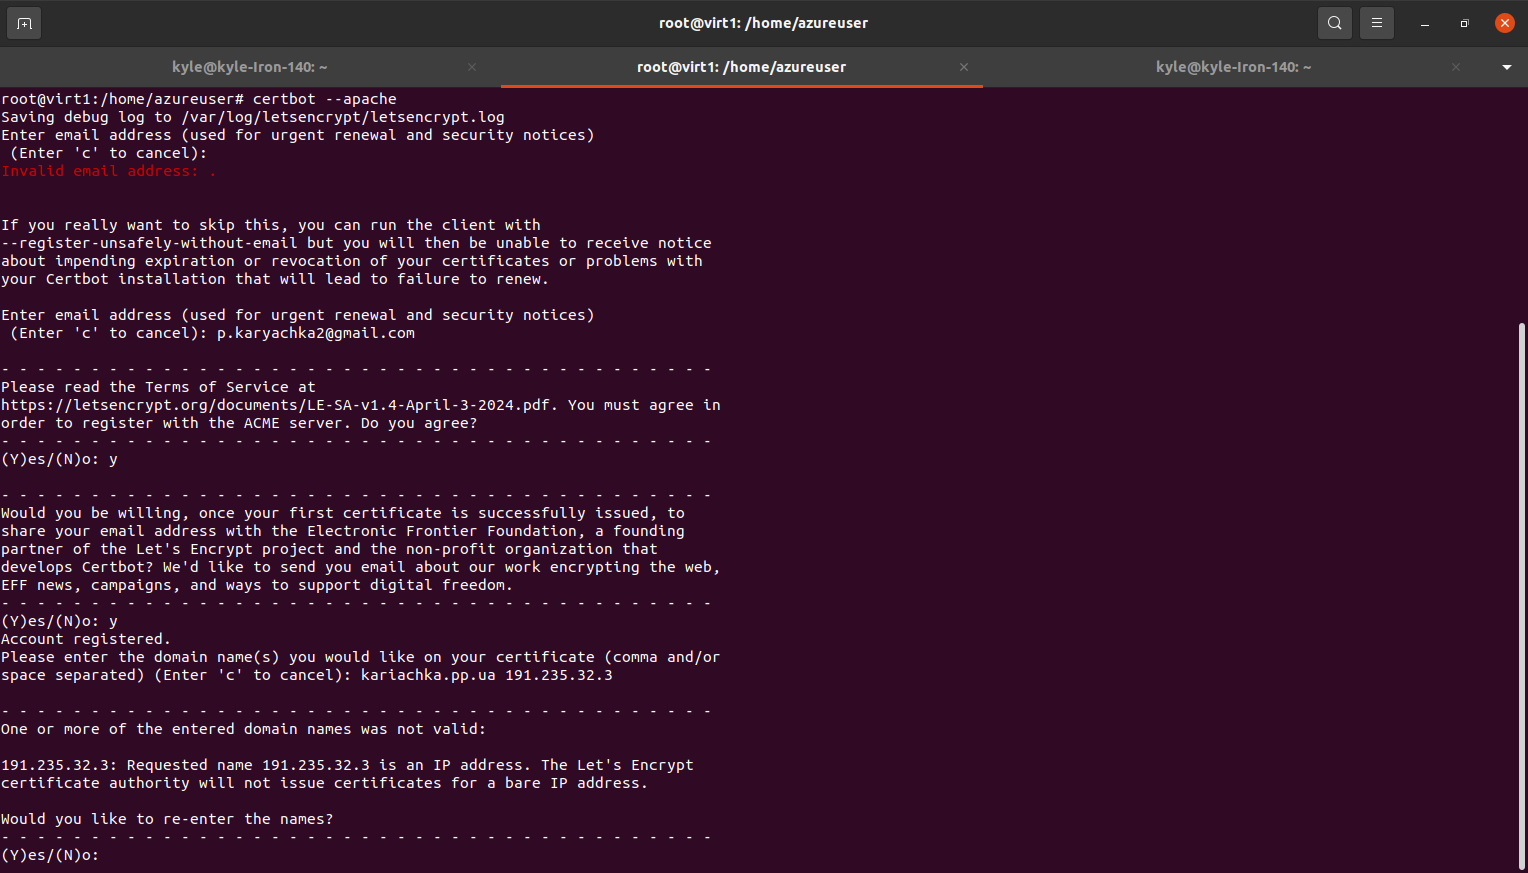 root@virt1: /home/azureuser
kyle@kyle-Iron-140: ~
root@virt1: /home/azureuser
kyle@kyle-Iron-140: ~
root@virt1:/home/azureuser# certbot --apache
Saving debug log to /var/log/letsencrypt/letsencrypt.log
Enter email address (used for urgent renewal and security notices)
(Enter 'c' to cancel):
Invalid email address: .
If you really want to skip this, you can run the client with
--register-unsafely-without-email but you will then be unable to receive notice
about impending expiration or revocation of your certificates or problems with
your Certbot installation that will lead to failure to renew.
Enter email address (used for urgent renewal and security notices)
(Enter 'c' to cancel): p.karyachka2@gmail.com
- - - - - - - - - - - - - - - - - - - - - - - - - - - - - - - - - - - - - - - -
Please read the Terms of Service at
https://letsencrypt.org/documents/LE-SA-v1.4-April-3-2024.pdf. You must agree in
order to register with the ACME server. Do you agree?
- - - - - - - - - - - - - - - - - - - - - - - - - - - - - - - - - - - - - - - -
(Y)es/(N)o: y
- - - - - - - - - - - - - - - - - - - - - - - - - - - - - - - - - - - - - - - -
Would you be willing, once your first certificate is successfully issued, to
share your email address with the Electronic Frontier Foundation, a founding
partner of the Let's Encrypt project and the non-profit organization that
develops Certbot? We'd like to send you email about our work encrypting the web,
EFF news, campaigns, and ways to support digital freedom.
- - - - - - - - - - - - - - - - - - - - - - - - - - - - - - - - - - - - - - - -
(Y)es/(N)o: y
Account registered.
Please enter the domain name(s) you would like on your certificate (comma and/or
space separated) (Enter 'c' to cancel): kariachka.pp.ua 191.235.32.3
- - - - - - - - - - - - - - - - - - - - - - - - - - - - - - - - - - - - - - - -
One or more of the entered domain names was not valid:
191.235.32.3: Requested name 191.235.32.3 is an IP address. The Let's Encrypt
certificate authority will not issue certificates for a bare IP address.
Would you like to re-enter the names?
- - - - - - - - - - - - - - - - - - - - - - - - - - - - - - - - - - - - - - - -
(Y)es/(N)o: